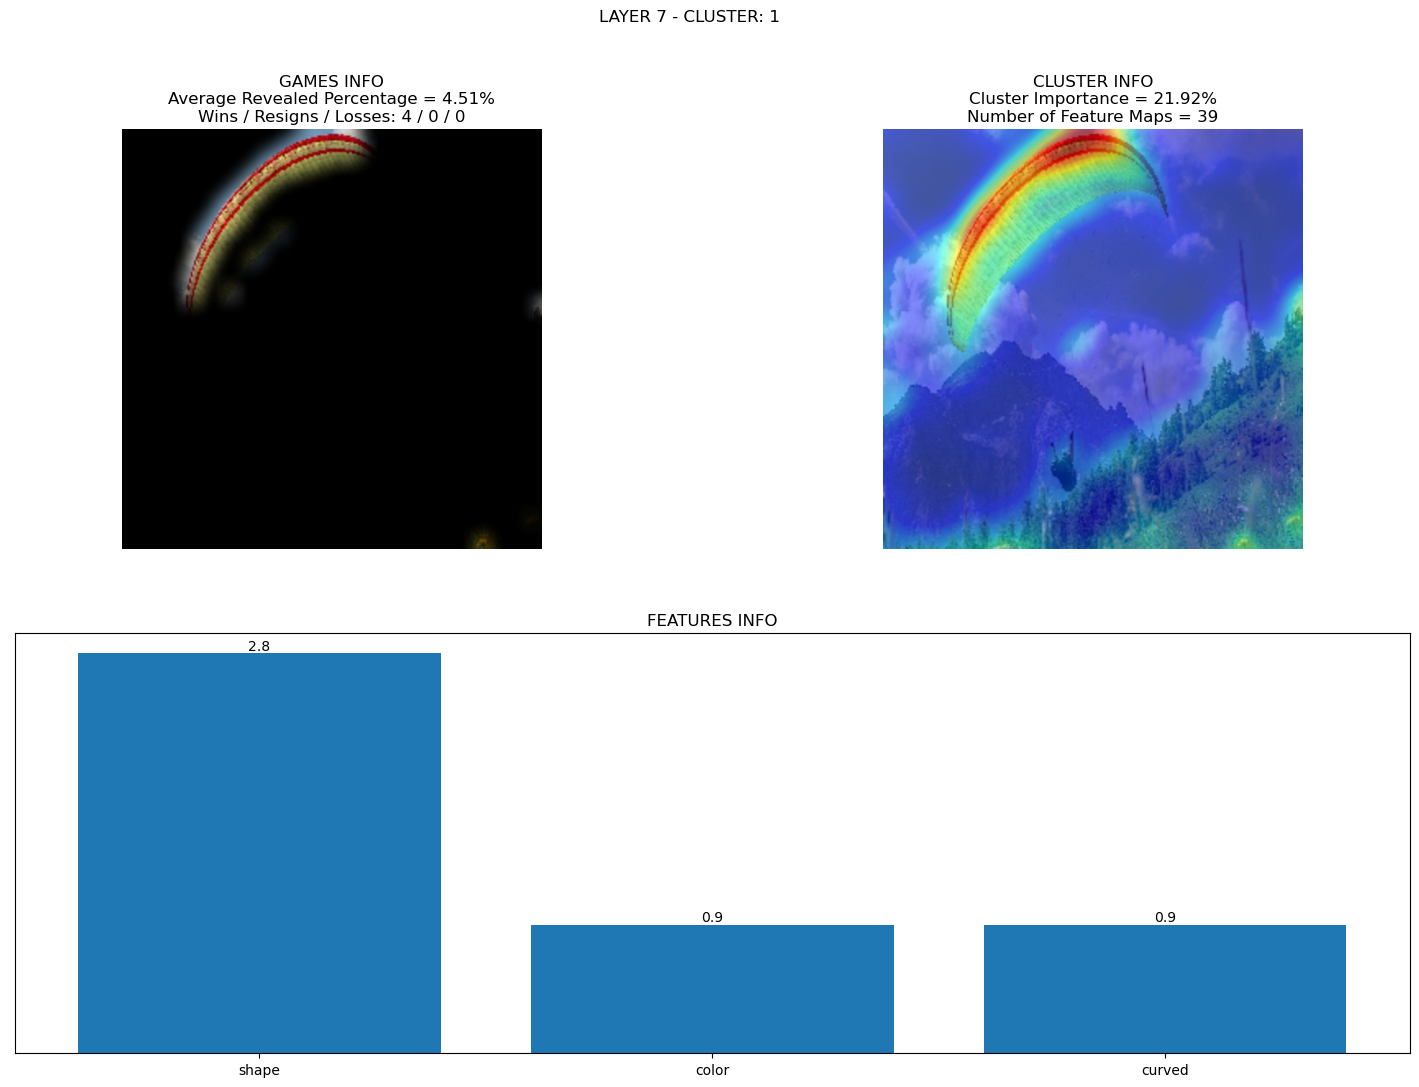 LAYER 7 - CLUSTER: 1
GAMES INFO
Average Revealed Percentage = 4.51%
Wins / Resigns / Losses: 4 / 0 / 0
CLUSTER INFO
Cluster Importance = 21.92%
Number of Feature Maps = 39
FEATURES INFO
2.8
0.9
0.9
shape
color
curved